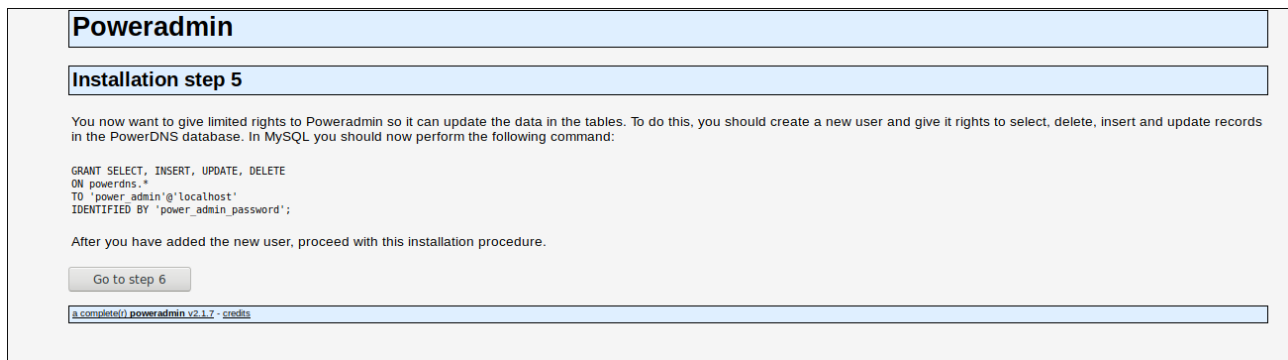 Poweradmin
Installation step 5
You now want to give limited rights to Poweradmin so it can update the data in the tables. To do this, you should create a new user and give it rights to select, delete, insert and update records
in the PowerDNS database. In MySQL you should now perform the following command:
GRANT SELECT, INSERT, UPDATE, DELETE
ON powerdns.*
TO 'power_admin'@'localhost'
IDENTIFIED BY 'power_admin_password';
After you have added the new user, proceed with this installation procedure.
Go to step 6
a complete(r) poweradmin v2.1.7 - credits